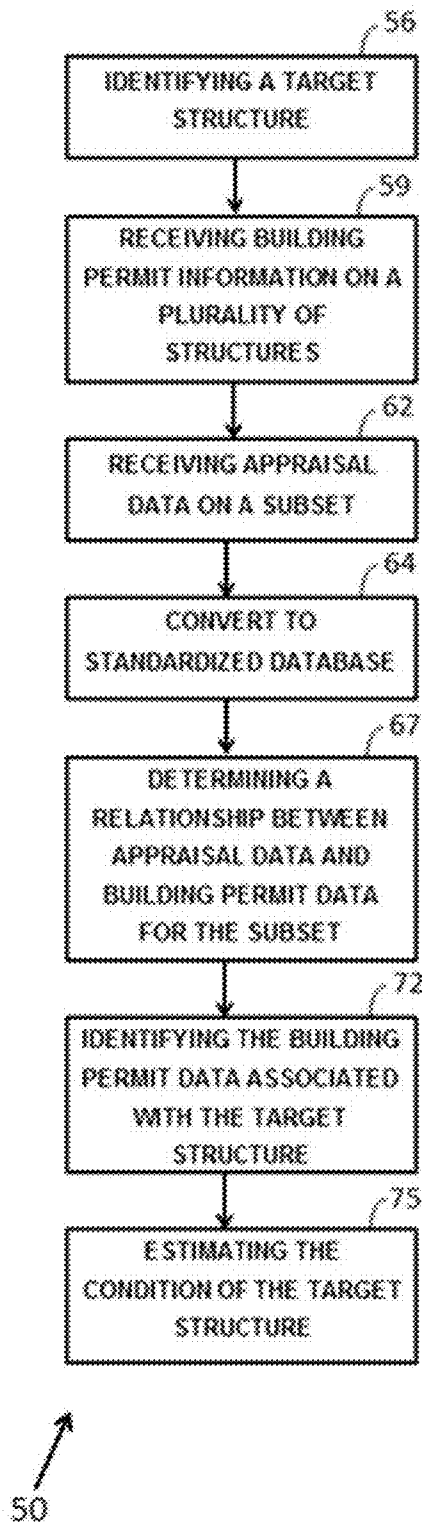 56
IDENTIFYING A TARGET
STRUCTURE
59
RECEIVING BUILDING
PERMIT INFORMATION ON A
PLURALITY OF
STRUCTURES
62
RECEIVING APPRAISAL
DATA ON A SUBSET
64
CONVERT TO
STANDARDIZED DATABASE
67
DETERMINING A
RELATIONSHIP BETWEEN
APPRAISAL DATA AND
BUILDING PERMIT DATA
FOR THE SUBSET
72
IDENTIFYING THE BUILDING
PERMIT DATA ASSOCIATED
WITH THE TARGET
STRUCTURE
75
ESTIMATING THE
CONDITION OF THE TARGET
STRUCTURE
50